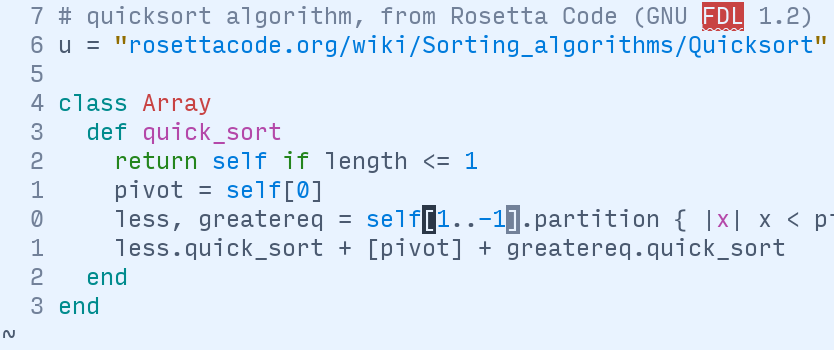 7 # quicksort algorithm, from Rosetta Code (GNU FDL 1.2)
6 u = "rosettacode.org/wiki/Sorting_algorithms/Quicksort"
5
4 class Array
3   def quick_sort
2     return self if length <= 1
1     pivot = self[0]
0     less, greatereq = self[1..-1].partition { |x| x < pi
1     less.quick_sort + [pivot] + greatereq.quick_sort
2   end
3 end
~